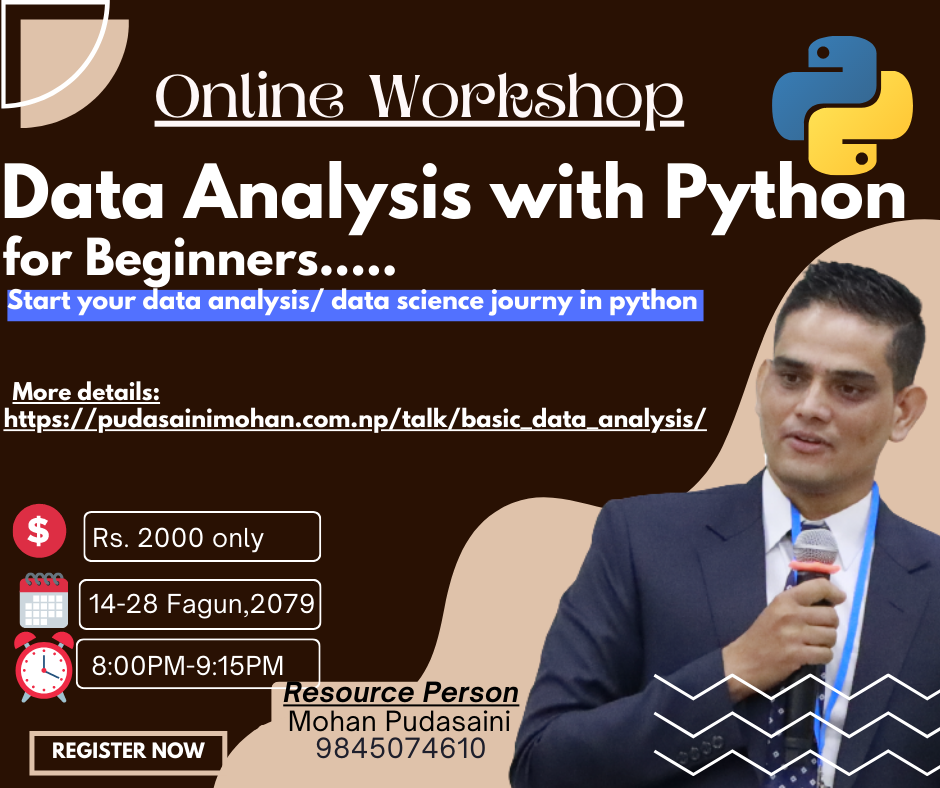 Online Workshop
Data Analysis with Python
for Beginners.....
Start your data analysis/ data science journy in python
More details:
https://pudasainimohan.com.np/talk/basic_data_analysis/
$
Rs. 2000 only
14-28 Fagun,2079
8:00PM-9:15PM
Resource Person
Mohan Pudasaini
9845074610
REGISTER NOW